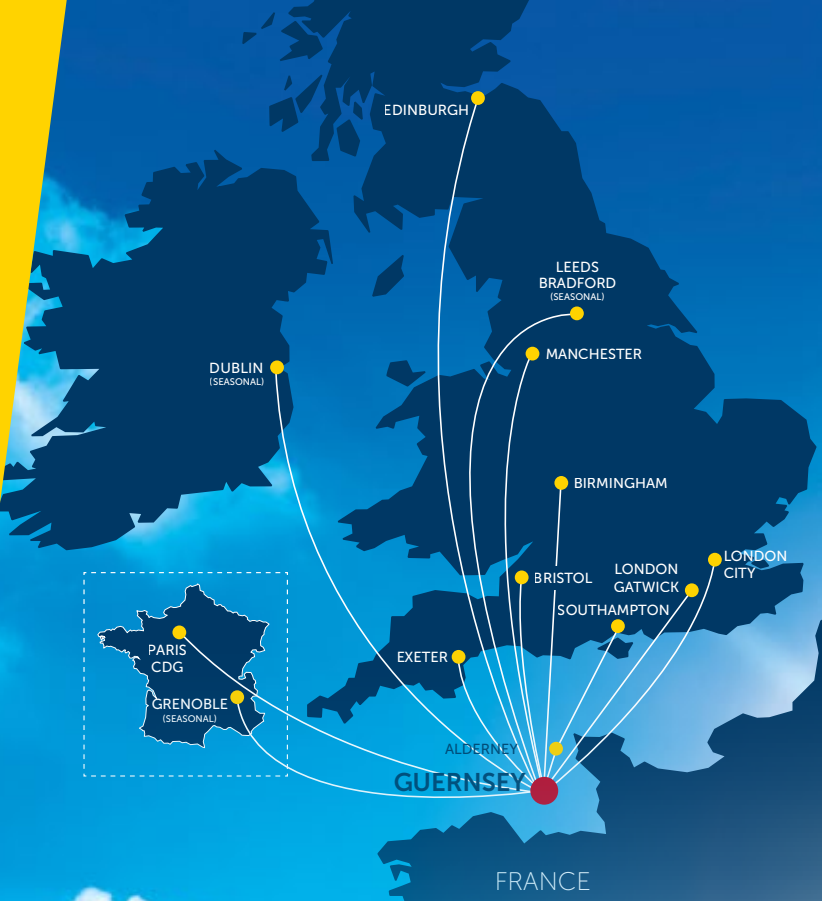 EDINBURGH
LEEDS
BRADFORD
(SEASONAL)
MANCHESTER
DUBLIN
(SEASONAL)
BIRMINGHAM
LONDON
CITY
LONDON
GATWICK
BRISTOL
SOUTHAMPTON
EXETER
PARIS
CDG
GRENOBLE
(SEASONAL)
ALDERNEY
GUERNSEY
FRANCE